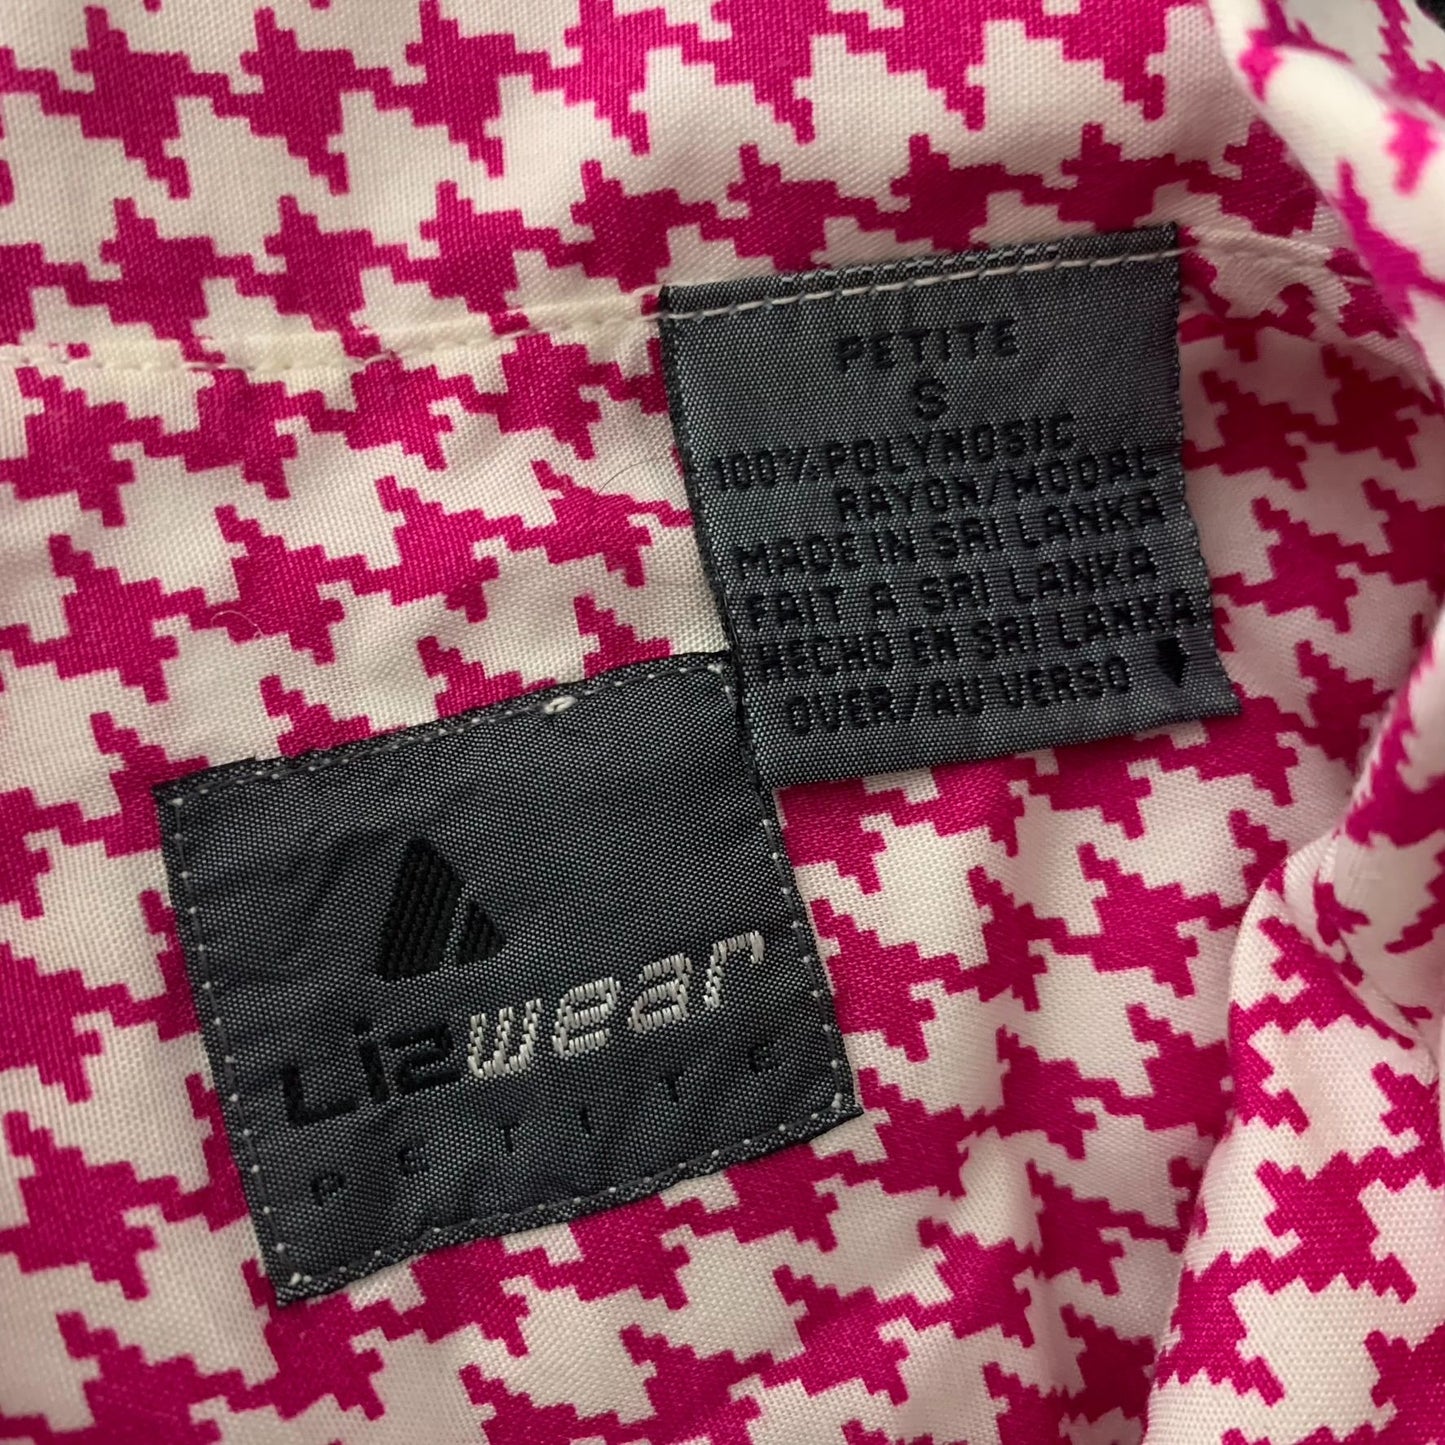 PETITE
S
100% POLYNOSIC
RAYON/MODAL
MADE IN SRI LANKA
FAIT A SRI LANKA
HECHO EN SRI LANKA
OVER/AU VERSO
Lizwear
PETITE